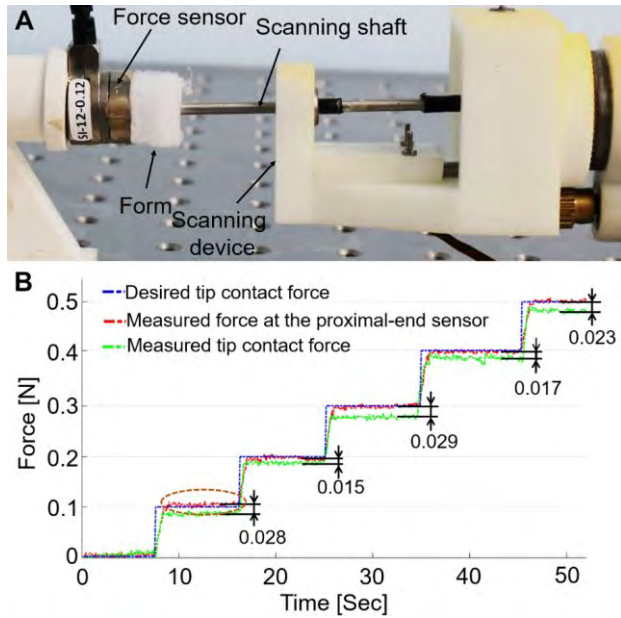 A
Force sensor
Scanning shaft
SI-12-0.12
Form
Scanning
device
B
Desired tip contact force
Measured force at the proximal-end sensor
Measured tip contact force
Force [N]
0.5
0.4
0.3
0.2
0.1
0
0.023
0.017
0.029
0.015
0.028
0
10
20
30
40
50
Time [Sec]